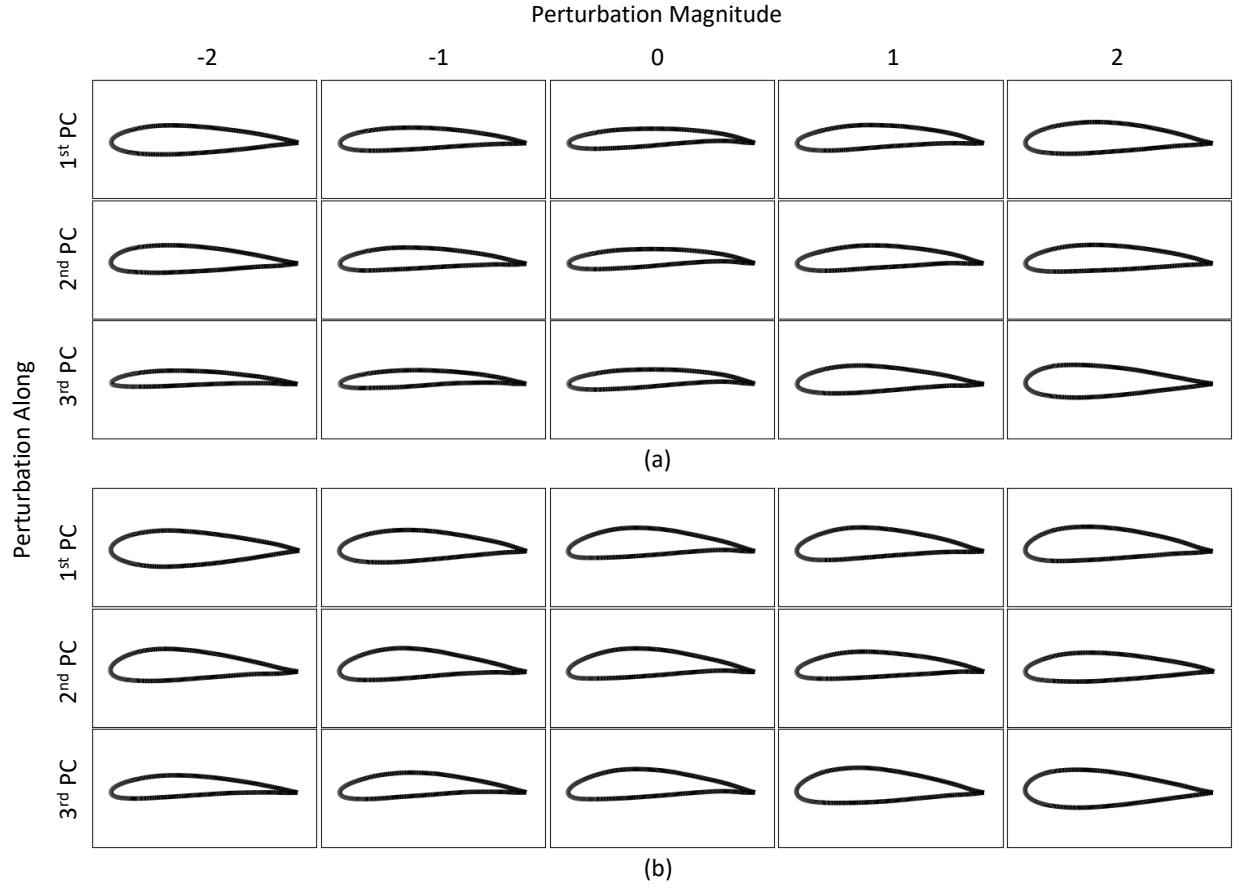 Perturbation Magnitude
-2 -1 0 1 2
Perturbation Along
1st PC
2nd PC
3rd PC
(a)
1st PC
2nd PC
3rd PC
(b)